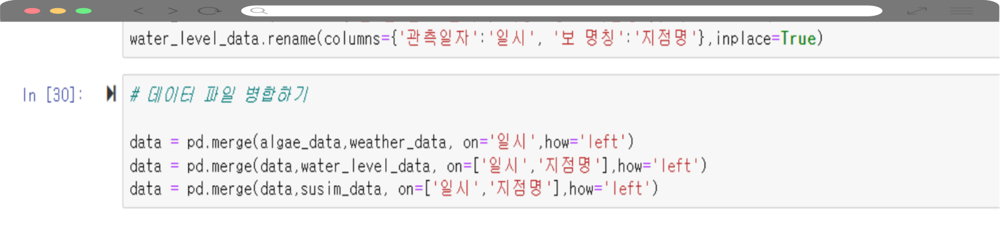 water_level_data.rename(columns={'관측일자':'일시', '보 명칭':'지점명'},inplace=True)
In [30]:
# 데이터 파일 병합하기
data = pd.merge(algae_data,weather_data, on='일시',how='left')
data = pd.merge(data,water_level_data, on=['일시','지점명'],how='left')
data = pd.merge(data,susim_data, on=['일시','지점명'],how='left')